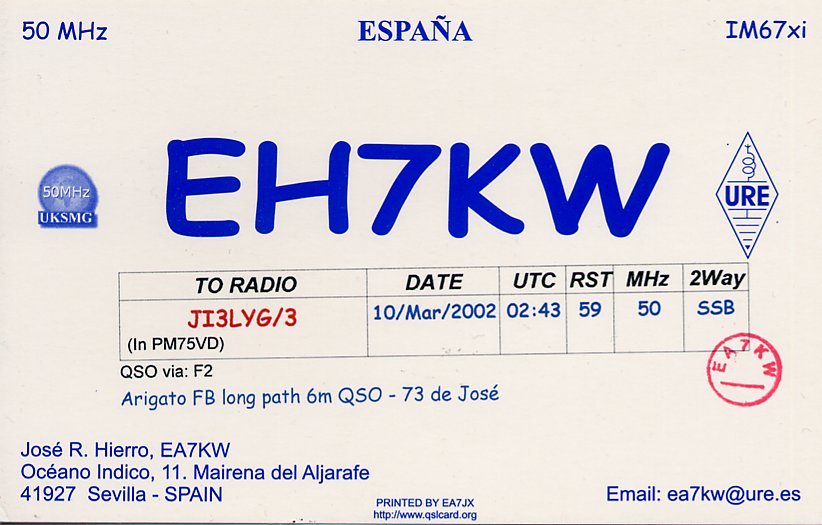 50 MHz ESPAÑA IM67xi
EH7KW
50MHz
UKSMG
URE
TO RADIO DATE UTC RST MHz 2Way
JI3LYG/3 10/Mar/2002 02:43 59 50 SSB
(In PM75VD)
EA7KW
QSO via: F2
Arigato FB long path 6m QSO - 73 de José
José R. Hierro, EA7KW
Océano Indico, 11. Mairena del Aljarafe
41927 Sevilla - SPAIN
PRINTED BY EA7JX
http://www.qslcard.org
Email: ea7kw@ure.es